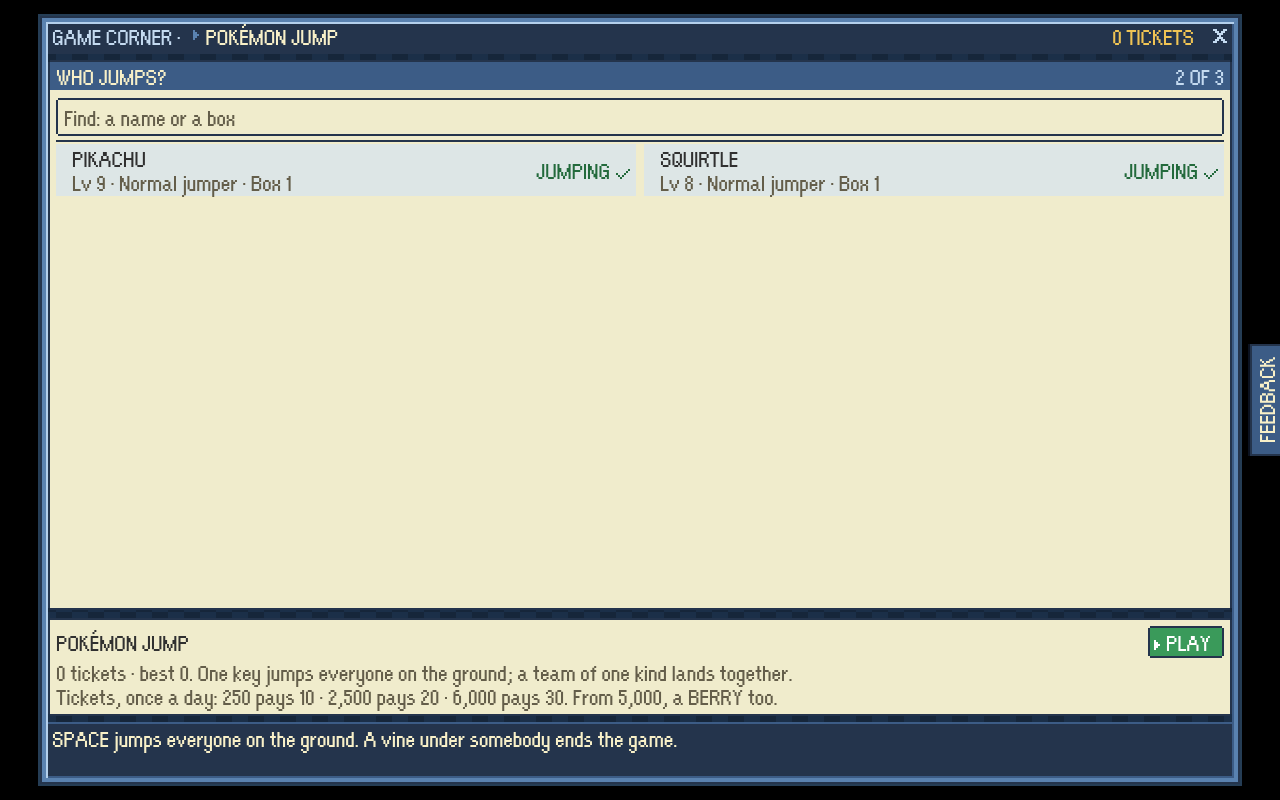 GAME CORNER · POKÉMON JUMP
0 TICKETS X
WHO JUMPS?
2 OF 3
Find: a name or a box
PIKACHU
Lv 9 · Normal jumper · Box 1
JUMPING ✓
SQUIRTLE
Lv 8 · Normal jumper · Box 1
JUMPING ✓
FEEDBACK
POKÉMON JUMP
PLAY
0 tickets · best 0. One key jumps everyone on the ground; a team of one kind lands together.
Tickets, once a day: 250 pays 10 · 2,500 pays 20 · 6,000 pays 30. From 5,000, a BERRY too.
SPACE jumps everyone on the ground. A vine under somebody ends the game.